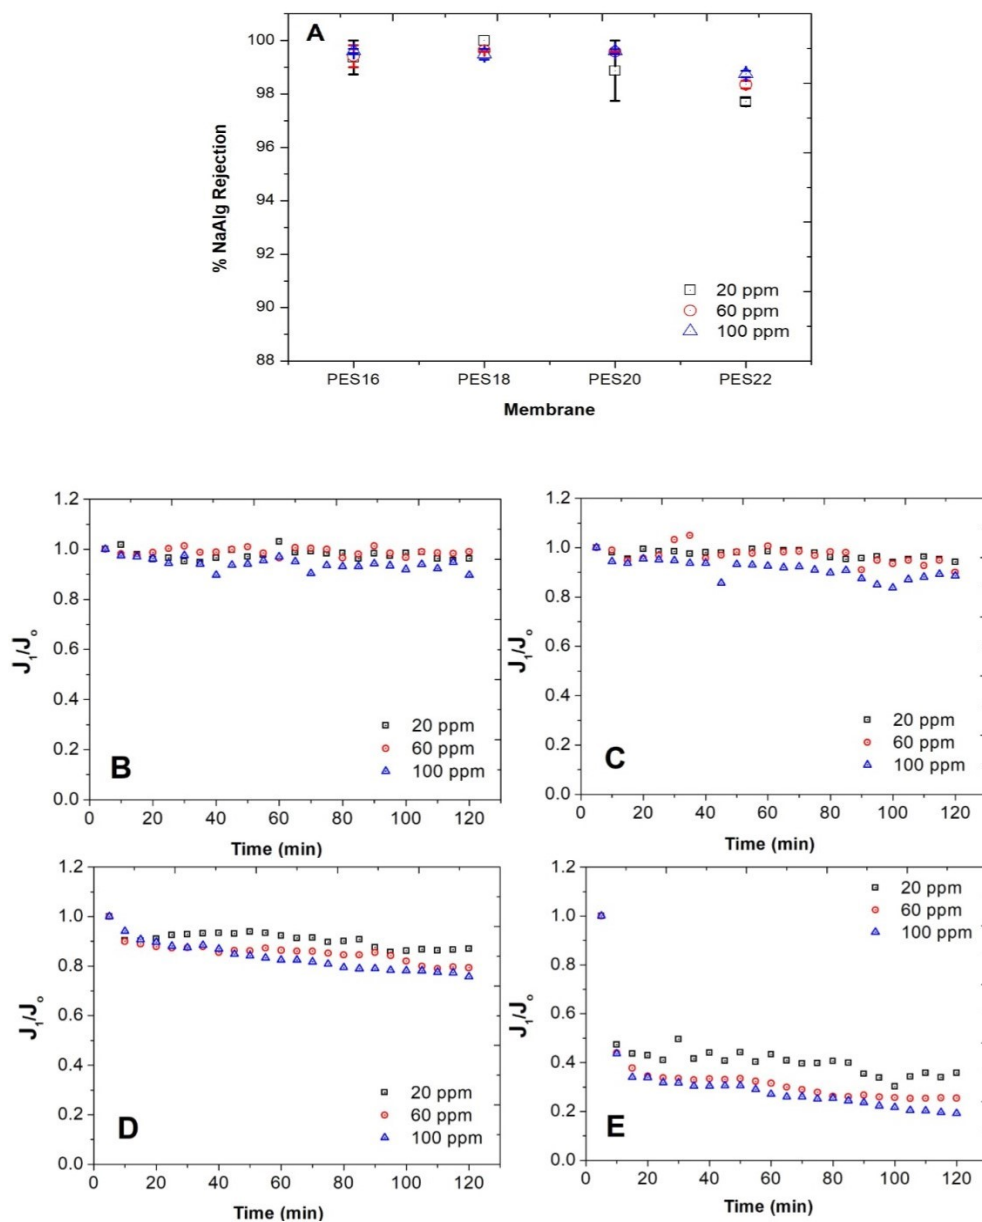 A
100
98
96
94
92
90
88
% NaAlg Rejection
20 ppm
60 ppm
100 ppm
PES16 PES18 PES20 PES22
Membrane
1.2
1.0
0.8
0.6
0.4
0.2
0.0
J1/Jo
20 ppm
60 ppm
100 ppm
B
0 20 40 60 80 100 120
Time (min)
1.2
1.0
0.8
0.6
0.4
0.2
0.0
J1/Jo
20 ppm
60 ppm
100 ppm
C
0 20 40 60 80 100 120
Time (min)
1.2
1.0
0.8
0.6
0.4
0.2
0.0
J1/Jo
20 ppm
60 ppm
100 ppm
D
0 20 40 60 80 100 120
Time (min)
1.2
1.0
0.8
0.6
0.4
0.2
0.0
J1/Jo
20 ppm
60 ppm
100 ppm
E
0 20 40 60 80 100 120
Time (min)